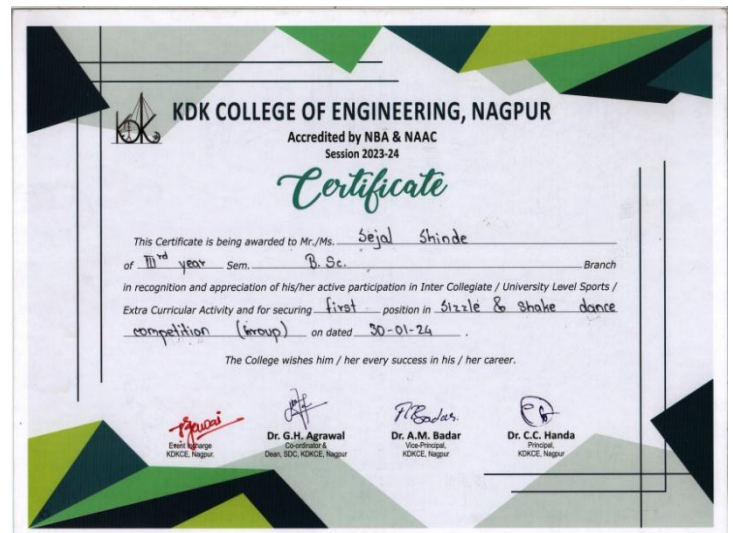 KDK
KDK COLLEGE OF ENGINEERING, NAGPUR
Accredited by NBA & NAAC
Session 2023-24
Certificate
This Certificate is being awarded to Mr./Ms. Sejal Shinde
of IIIrd year Sem. B. Sc. Branch
in recognition and appreciation of his/her active participation in Inter Collegiate / University Level Sports /
Extra Curricular Activity and for securing first position in Sizzle & shake dance
competition (Group) on dated 30-01-24 .
The College wishes him / her every success in his / her career.
Event Incharge
KDKCE, Nagpur.
Dr. G.H. Agrawal
Co-ordinator &
Dean, SDC, KDKCE, Nagpur
Dr. A.M. Badar
Vice-Principal,
KDKCE, Nagpur
Dr. C.C. Handa
Principal,
KDKCE, Nagpur